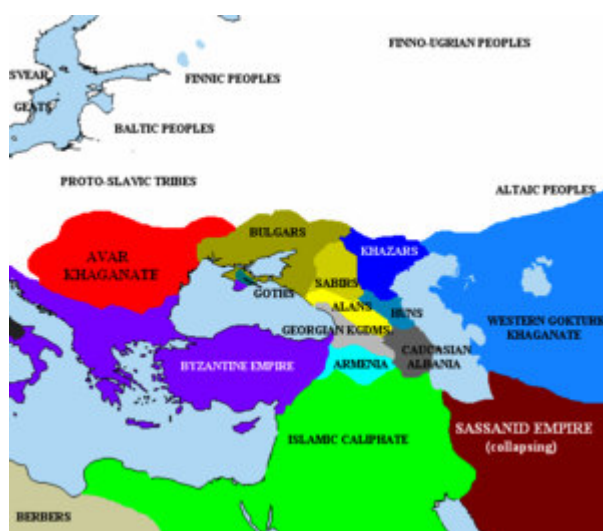 FINNO-UGRIAN PEOPLES
SVEAR
FINNIC PEOPLES
GEATS
BALTIC PEOPLES
PROTO-SLAVIC TRIBES
ALTAIC PEOPLES
BULGARS
AVAR
KHAGANATE
KHAZARS
SABIRS
GOTHS
ALANS
HUNS
WESTERN GOKTURK
KHAGANATE
GEORGIAN KGDMS
CAUCASIAN
ALBANIA
BYZANTINE EMPIRE
ARMENIA
SASSANID EMPIRE
(collapsing)
ISLAMIC CALIPHATE
BERBERS